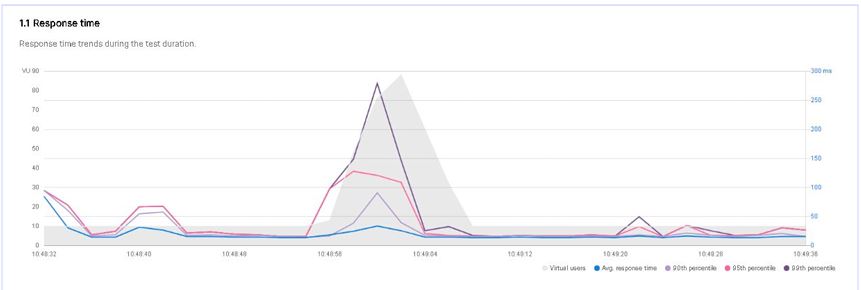 1.1 Response time
Response time trends during the test duration.
VU 90
80
70
60
50
40
30
20
10
0
300 ms
250
200
150
100
50
0
10:48:32
10:48:40
10:48:48
10:48:56
10:49:04
10:49:12
10:49:20
10:49:28
10:49:36
Virtual users
Avg. response time
90th percentile
95th percentile
99th percentile